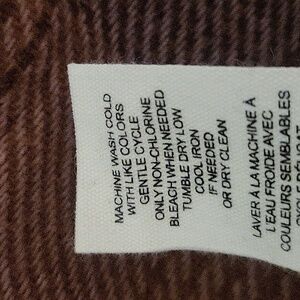 MACHINE WASH COLD
WITH LIKE COLORS
GENTLE CYCLE
ONLY NON-CHLORINE
BLEACH WHEN NEEDED
TUMBLE DRY LOW
COOL IRON
IF NEEDED
OR DRY CLEAN
LAVER A LA MACHINE À
L'EAU FROIDE AVEC
COULEURS SEMBLABLES